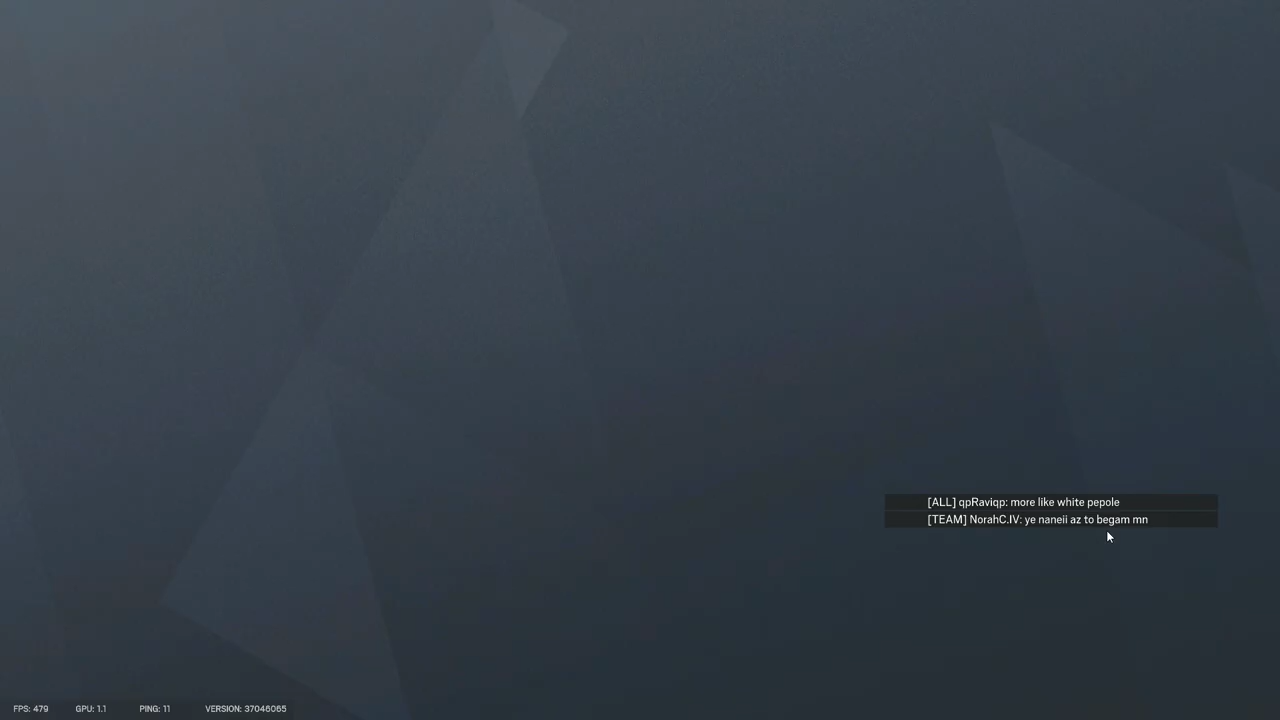 [ALL] qpRaviqp: more like white pepole
[TEAM] NorahC.IV: ye naneii az to begam mn
FPS: 479 GPU: 1.1 PING: 11 VERSION: 37046065